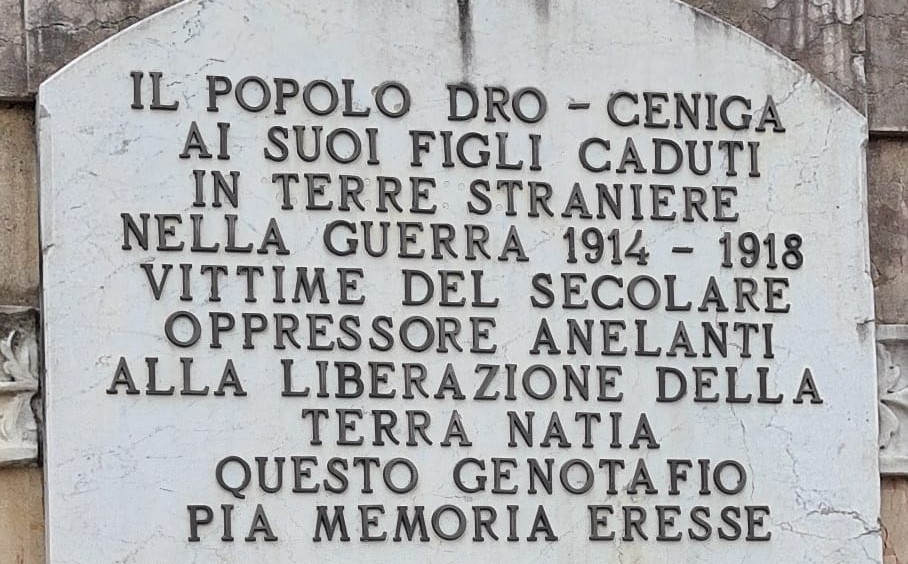 IL POPOLO DRO - CENIGA
AI SUOI FIGLI CADUTI
IN TERRE STRANIERE
NELLA GUERRA 1914 - 1918
VITTIME DEL SECOLARE
OPPRESSORE ANELANTI
ALLA LIBERAZIONE DELLA
TERRA NATIA
QUESTO GENOTAFIO
PIA MEMORIA ERESSE